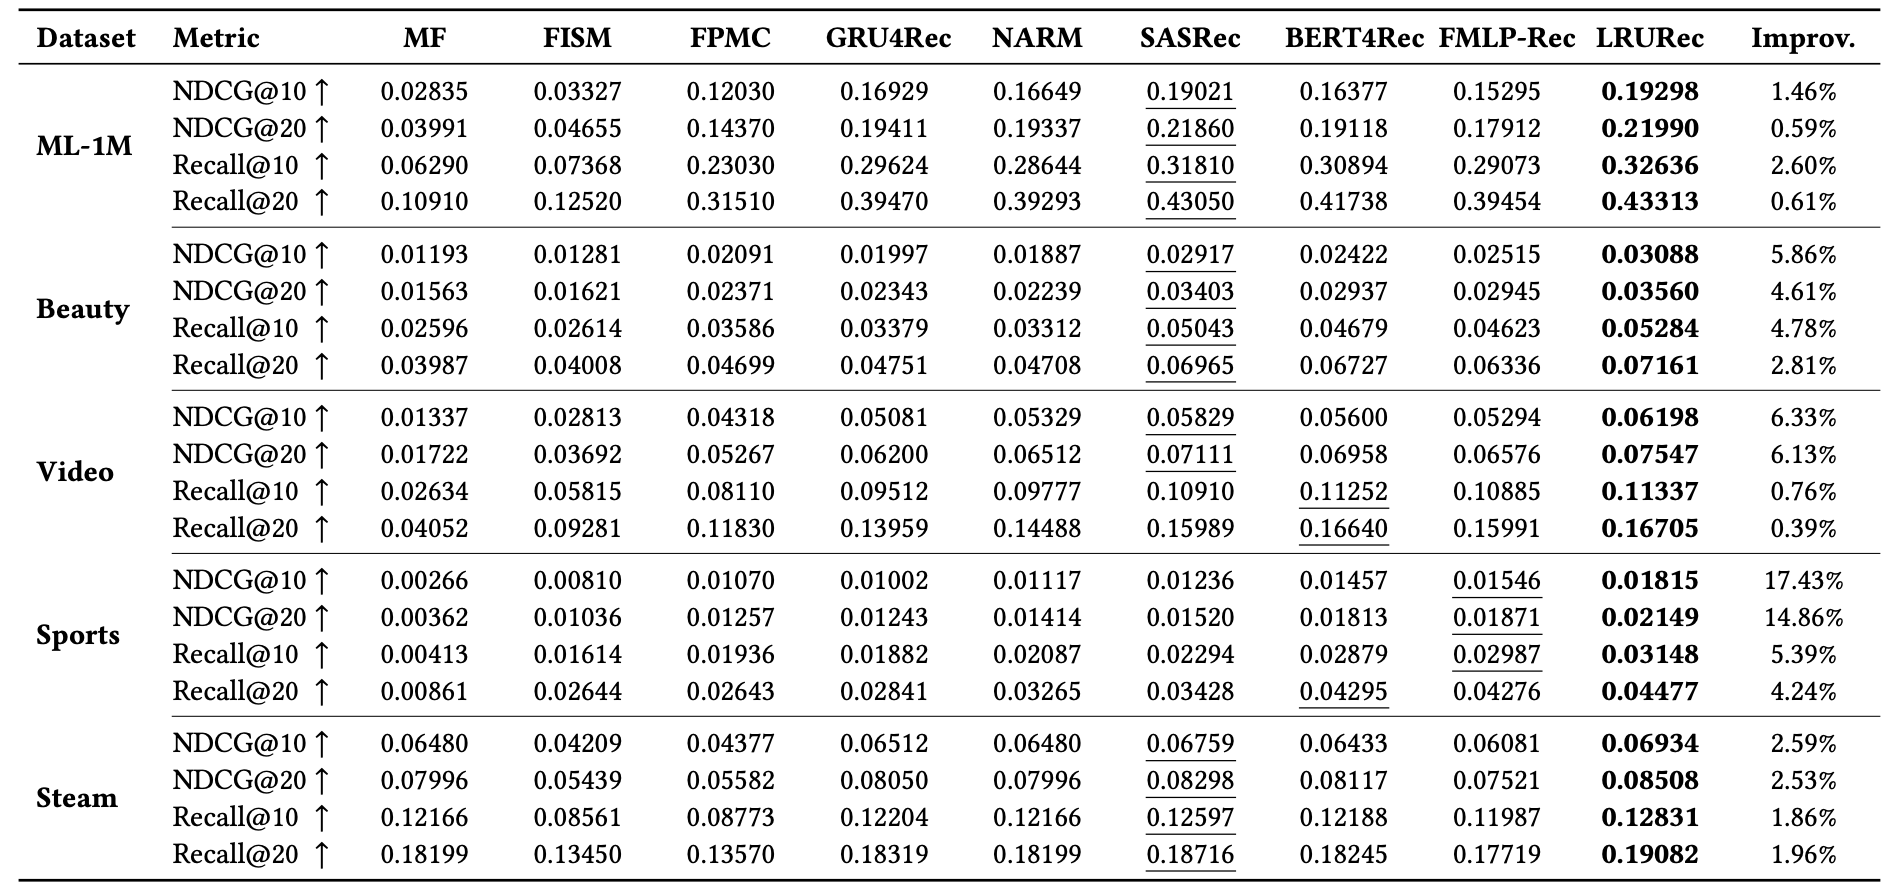 Dataset Metric MF FISM FPMC GRU4Rec NARM SASRec BERT4Rec FMLP-Rec LRURec Improv.
ML-1M
NDCG@10 ↑ 0.02835 0.03327 0.12030 0.16929 0.16649 0.19021 0.16377 0.15295 0.19298 1.46%
NDCG@20 ↑ 0.03991 0.04655 0.14370 0.19411 0.19337 0.21860 0.19118 0.17912 0.21990 0.59%
Recall@10 ↑ 0.06290 0.07368 0.23030 0.29624 0.28644 0.31810 0.30894 0.29073 0.32636 2.60%
Recall@20 ↑ 0.10910 0.12520 0.31510 0.39470 0.39293 0.43050 0.41738 0.39454 0.43313 0.61%
Beauty
NDCG@10 ↑ 0.01193 0.01281 0.02091 0.01997 0.01887 0.02917 0.02422 0.02515 0.03088 5.86%
NDCG@20 ↑ 0.01563 0.01621 0.02371 0.02343 0.02239 0.03403 0.02937 0.02945 0.03560 4.61%
Recall@10 ↑ 0.02596 0.02614 0.03586 0.03379 0.03312 0.05043 0.04679 0.04623 0.05284 4.78%
Recall@20 ↑ 0.03987 0.04008 0.04699 0.04751 0.04708 0.06965 0.06727 0.06336 0.07161 2.81%
Video
NDCG@10 ↑ 0.01337 0.02813 0.04318 0.05081 0.05329 0.05829 0.05600 0.05294 0.06198 6.33%
NDCG@20 ↑ 0.01722 0.03692 0.05267 0.06200 0.06512 0.07111 0.06958 0.06576 0.07547 6.13%
Recall@10 ↑ 0.02634 0.05815 0.08110 0.09512 0.09777 0.10910 0.11252 0.10885 0.11337 0.76%
Recall@20 ↑ 0.04052 0.09281 0.11830 0.13959 0.14488 0.15989 0.16640 0.15991 0.16705 0.39%
Sports
NDCG@10 ↑ 0.00266 0.00810 0.01070 0.01002 0.01117 0.01236 0.01457 0.01546 0.01815 17.43%
NDCG@20 ↑ 0.00362 0.01036 0.01257 0.01243 0.01414 0.01520 0.01813 0.01871 0.02149 14.86%
Recall@10 ↑ 0.00413 0.01614 0.01936 0.01882 0.02087 0.02294 0.02879 0.02987 0.03148 5.39%
Recall@20 ↑ 0.00861 0.02644 0.02643 0.02841 0.03265 0.03428 0.04295 0.04276 0.04477 4.24%
Steam
NDCG@10 ↑ 0.06480 0.04209 0.04377 0.06512 0.06480 0.06759 0.06433 0.06081 0.06934 2.59%
NDCG@20 ↑ 0.07996 0.05439 0.05582 0.08050 0.07996 0.08298 0.08117 0.07521 0.08508 2.53%
Recall@10 ↑ 0.12166 0.08561 0.08773 0.12204 0.12166 0.12597 0.12188 0.11987 0.12831 1.86%
Recall@20 ↑ 0.18199 0.13450 0.13570 0.18319 0.18199 0.18716 0.18245 0.17719 0.19082 1.96%